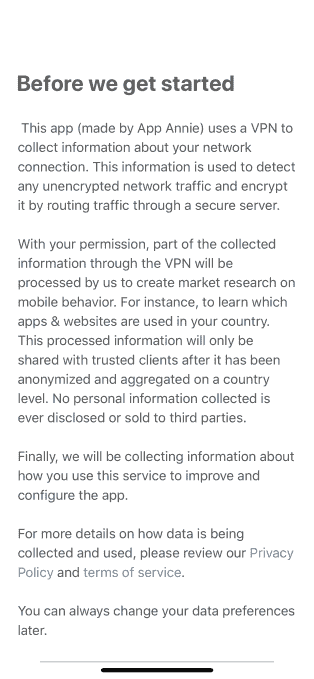 Before we get started
This app (made by App Annie) uses a VPN to
collect information about your network
connection. This information is used to detect
any unencrypted network traffic and encrypt
it by routing traffic through a secure server.
With your permission, part of the collected
information through the VPN will be
processed by us to create market research on
mobile behavior. For instance, to learn which
apps & websites are used in your country.
This processed information will only be
shared with trusted clients after it has been
anonymized and aggregated on a country
level. No personal information collected is
ever disclosed or sold to third parties.
Finally, we will be collecting information about
how you use this service to improve and
configure the app.
For more details on how data is being
collected and used, please review our Privacy
Policy and terms of service.
You can always change your data preferences
later.